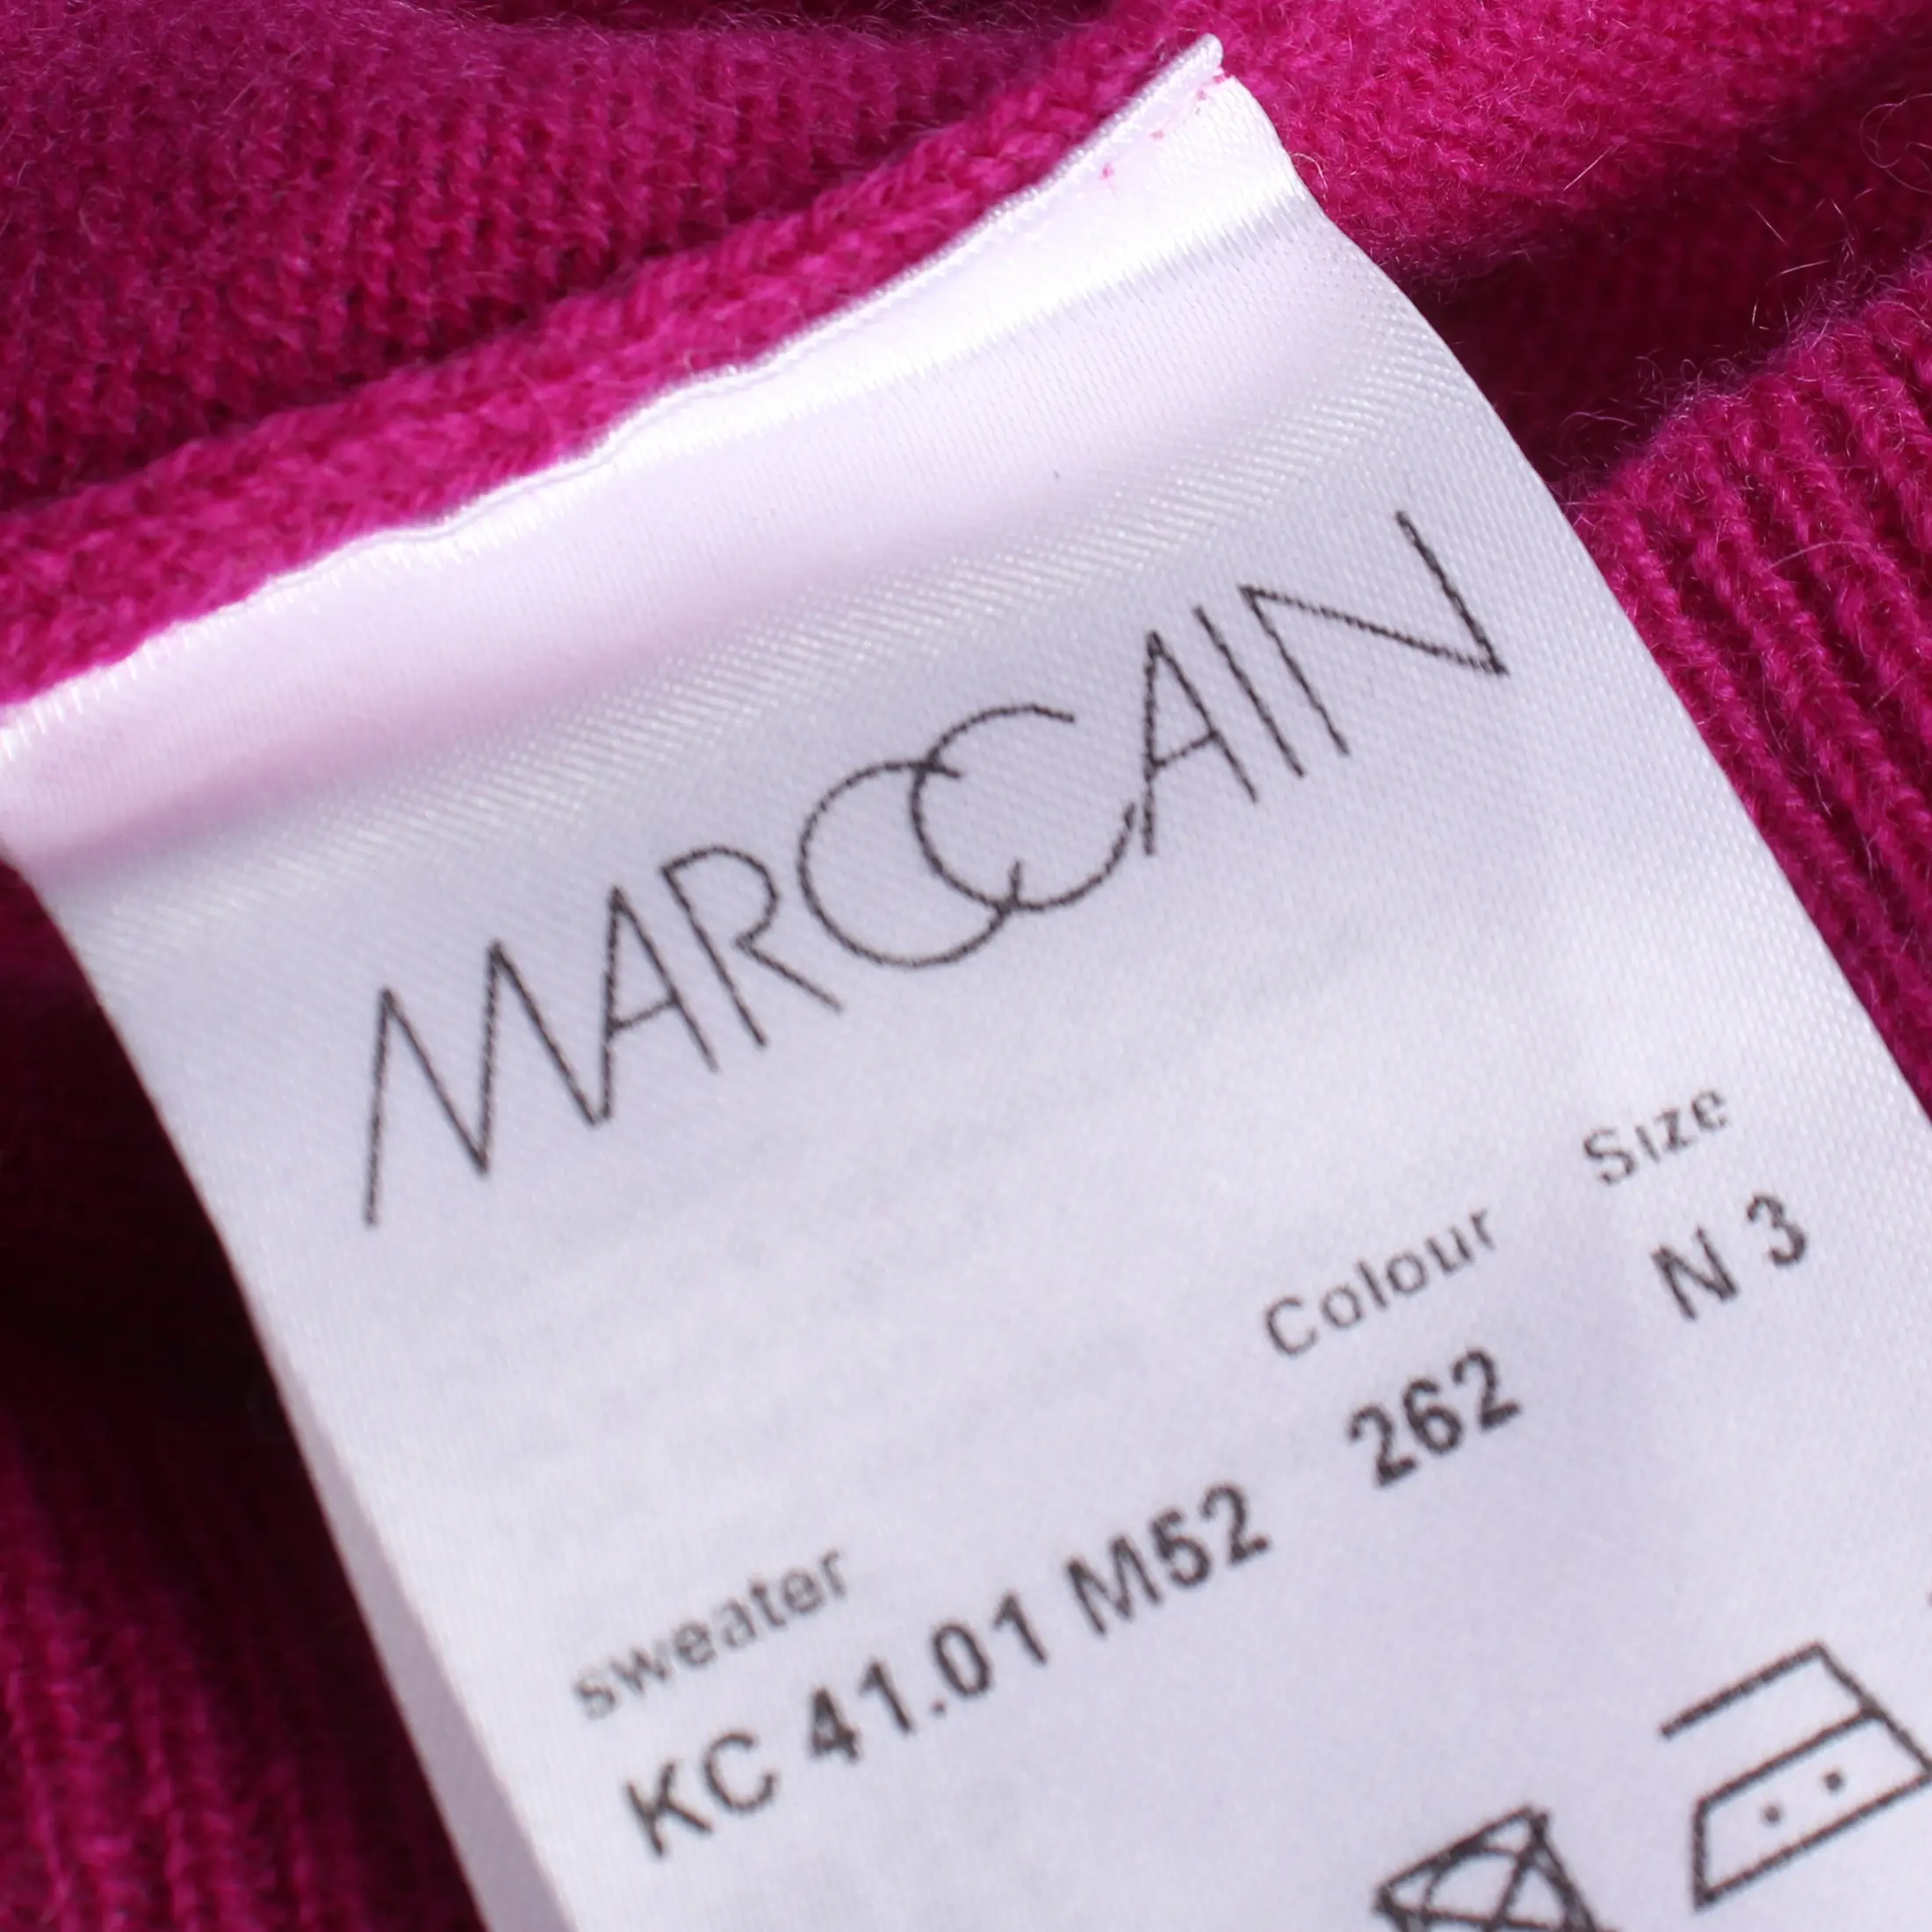 MARCCAIN
sweater Colour Size
KC 41.01 M52 262 N 3